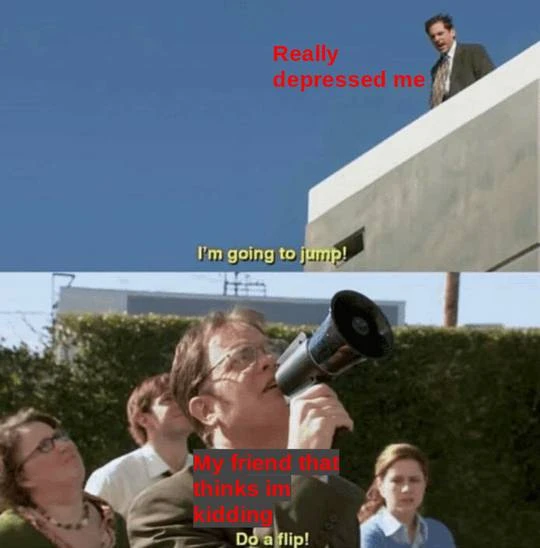 Really
depressed me
I'm going to jump!
My friend that
thinks im
kidding
Do a flip!